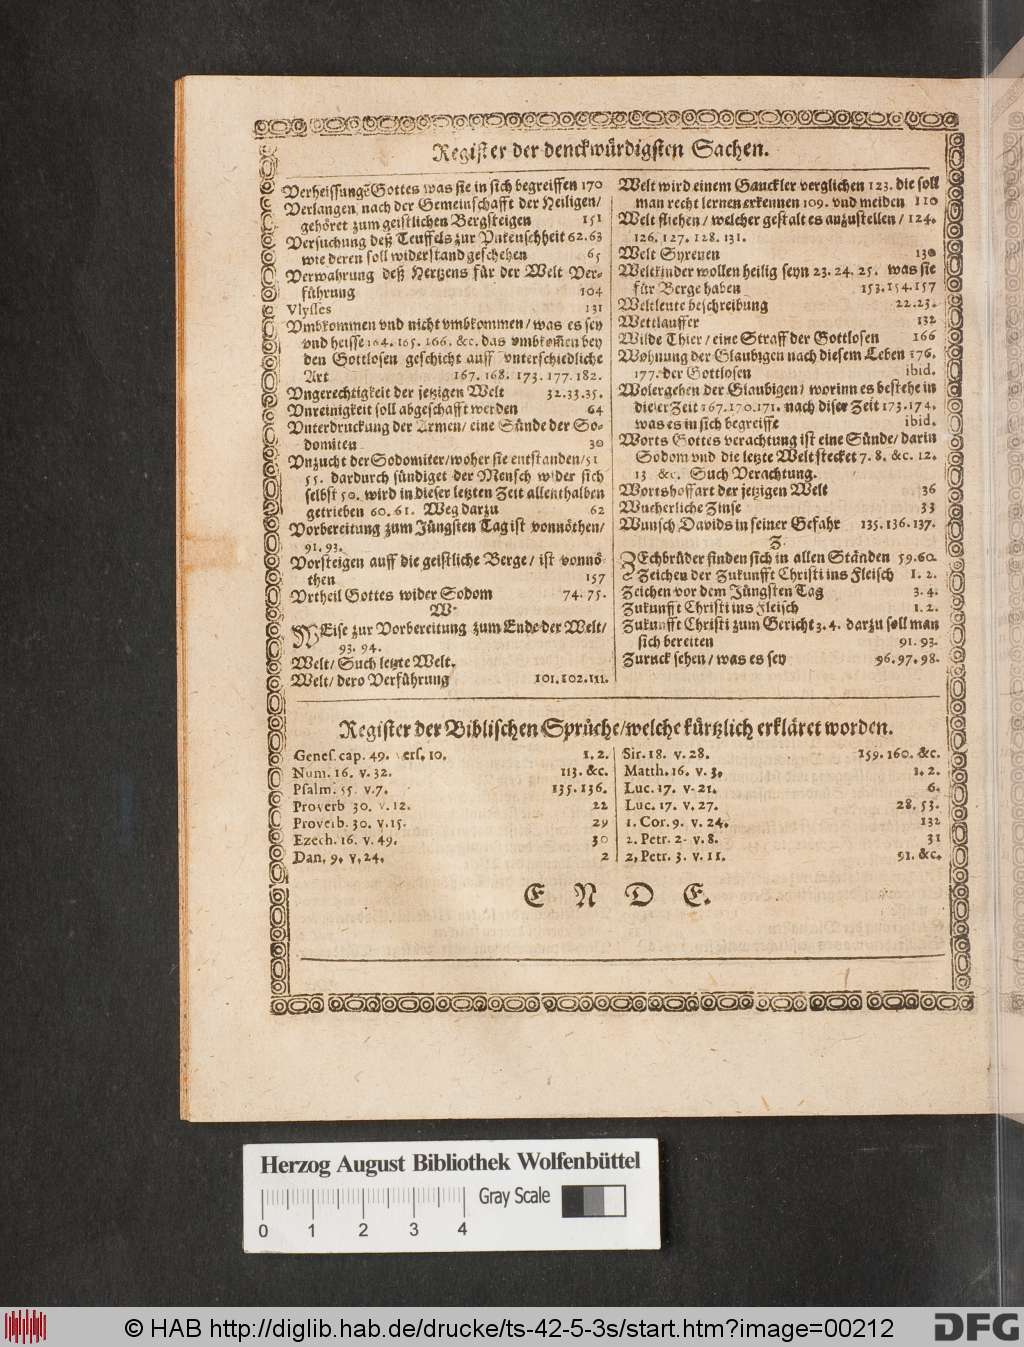 Register der denckwürdigsten Sachen.
Verheissungē Gottes was sie in sich begreiffen 170
Verlangen nach der Gemeinschafft der Heiligen/
gehöret zum geistlichen Bergsteigen 151
Versuchung deß Teuffels zur Unkeuschheit 62.63
wie deren soll widerstand geschehen 65
Verwahrung deß Hertzens für der Welt Ver-
führung 104
Vlysses 131
Vmbkommen vnd nicht vmbkommen/ was es sey
vnd heisse 164. 165. 166. &c. das vmbkom̄en bey
den Gottlosen geschicht auff vnterschiedliche
Art 167. 168. 173. 177. 182.
Vngerechtigkeit der jetzigen Welt 32.33.35.
Vnreinigkeit soll abgeschafft werden 64
Vnterdruckung der Armen/ eine Sünde der So-
domiten 30
Vnzucht der Sodomiter/ woher sie entstanden/ 51
55. dardurch sündiget der Mensch wider sich
selbst 50. wird in dieser letzten Zeit allenthalben
getrieben 60. 61. Weg darzu 62
Vorbereitung zum Jüngsten Tag ist vonnöthen/
91. 93.
Vorsteigen auff die geistliche Berge/ ist vonnö
then 157
Vrtheil Gottes wider Sodom 74. 75.
W.
WEise zur Vorbereitung zum Ende der Welt/
93. 94.
Welt/ Such letzte Welt.
Welt/ dero Verführung 101.102.111.
Welt wird einem Gauckler verglichen 123. die soll
man recht lernen erkennen 109. vnd meiden 110
Welt fliehen/ welcher gestalt es anzustellen/ 124.
126. 127. 128. 131.
Welt Syrenen 130
Weltkinder wollen heilig seyn 23. 24. 25. was sie
für Berge haben 153.154.157
Weltleute beschreibung 22.23.
Wettlauffer 132
Wilde Thier/ eine Straff der Gottlosen 166
Wohnung der Glaubigen nach diesem Leben 176.
177. der Gottlosen ibid.
Wolergehen der Glaubigen/ worinn es bestehe in
dieser Zeit 167.170.171. nach diser Zeit 173.174.
was es in sich begreiffe ibid.
Worts Gottes verachtung ist eine Sünde/ darin
Sodom vnd die letzte Welt stecket 7. 8. &c. 12.
13 &c. Such Verachtung.
Wortshoffart der jetzigen Welt 36
Wucherliche Zinse 33
Wunsch Davids in seiner Gefahr 135.136.137.
Z.
ZEchbrüder finden sich in allen Ständen 59.60.
Zeichen der Zukunfft Christi ins Fleisch 1. 2.
Zeichen vor dem Jüngsten Tag 3. 4.
Zukunfft Christi ins Fleisch 1. 2.
Zukunfft Christi zum Gericht 3. 4. darzu soll man
sich bereiten 91. 93.
Zuruck sehen/ was es sey 96. 97. 98.
Register der Biblischen Sprüche/ welche kürtzlich erkläret worden.
Genes. cap. 49. vers. 10. 1. 2.
Num. 16. v. 32. 113. &c.
Psalm. 55. v. 7. 135. 136.
Proverb 30. v. 12. 22
Proverb. 30. v. 15. 29
Ezech. 16. v. 49. 30
Dan. 9. v. 24. 2
Sir. 18. v. 28. 159. 160. &c.
Matth. 16. v. 3. 1. 2.
Luc. 17. v. 21. 6.
Luc. 17. v. 27. 28. 53.
1. Cor. 9. v. 24. 132
2. Petr. 2. v. 8. 31
2. Petr. 3. v. 11. 91. &c.
E N D E.
Herzog August Bibliothek Wolfenbüttel
Gray Scale
0 1 2 3 4
© HAB http://diglib.hab.de/drucke/ts-42-5-3s/start.htm?image=00212
DFG